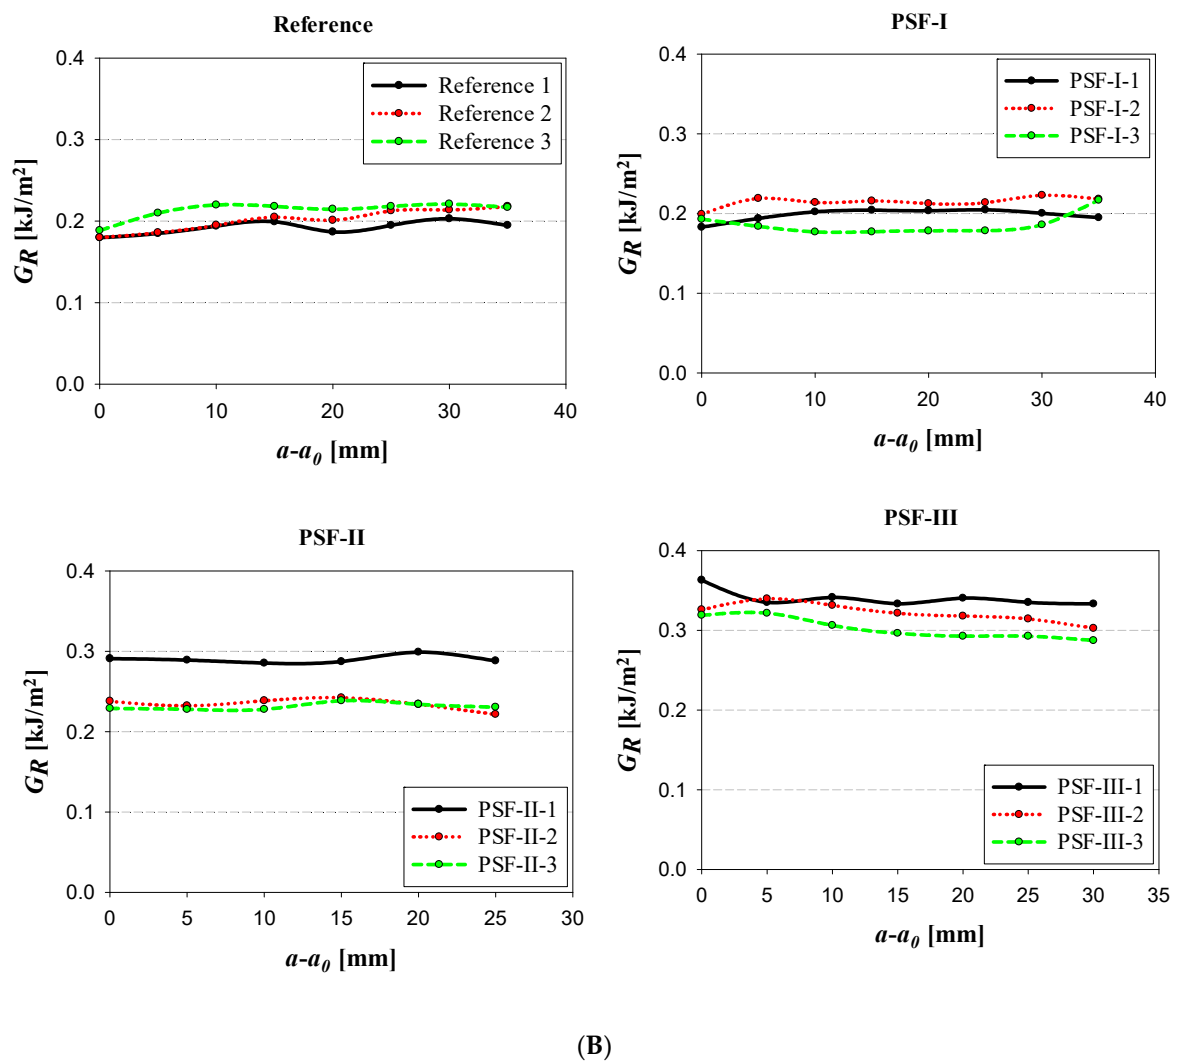 Reference
0.4
0.3
0.2
0.1
0.0
G_R [kJ/m²]
Reference 1
Reference 2
Reference 3
0 10 20 30 40
a-a₀ [mm]
PSF-I
0.4
0.3
0.2
0.1
0.0
G_R [kJ/m²]
PSF-I-1
PSF-I-2
PSF-I-3
0 10 20 30 40
a-a₀ [mm]
PSF-II
0.4
0.3
0.2
0.1
0.0
G_R [kJ/m²]
PSF-II-1
PSF-II-2
PSF-II-3
0 5 10 15 20 25 30
a-a₀ [mm]
PSF-III
0.4
0.3
0.2
0.1
0.0
G_R [kJ/m²]
PSF-III-1
PSF-III-2
PSF-III-3
0 5 10 15 20 25 30 35
a-a₀ [mm]
(B)